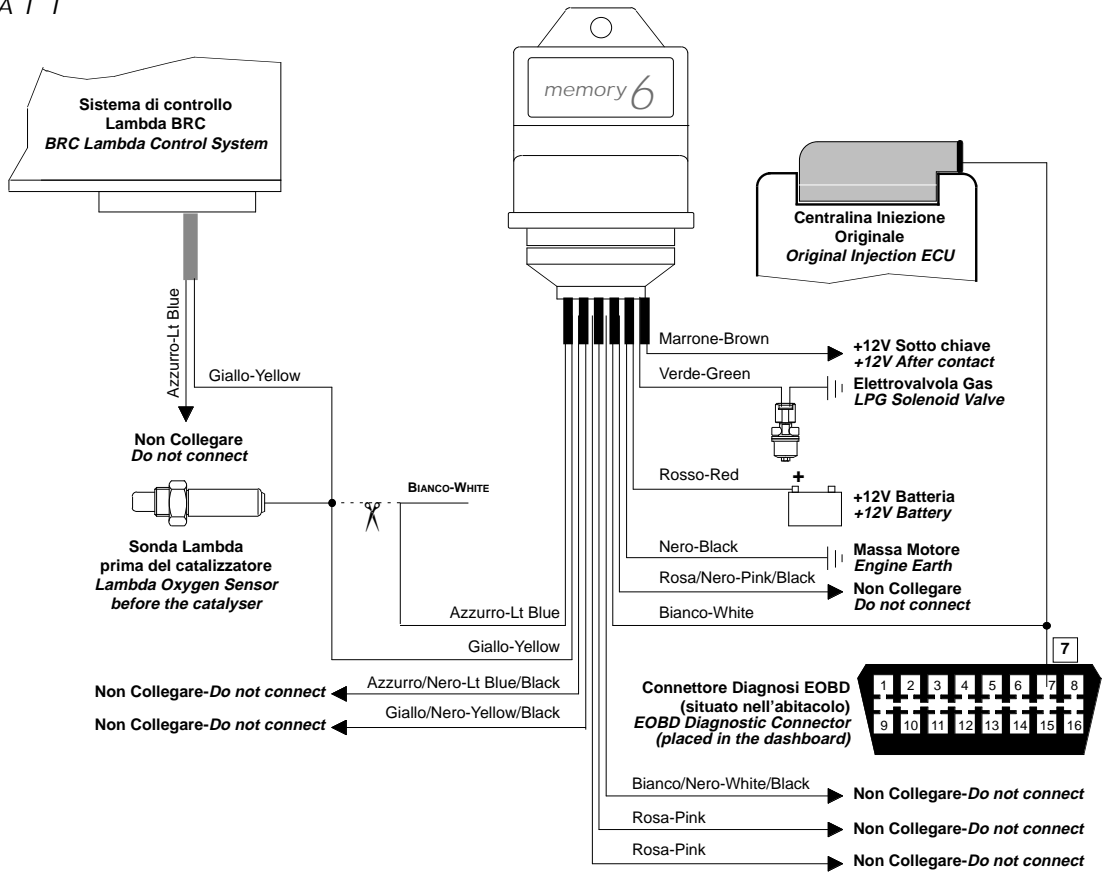 Sistema di controllo
Lambda BRC
BRC Lambda Control System
memory 6
Centralina Iniezione
Originale
Original Injection ECU
Azzurro-Lt Blue
Giallo-Yellow
Non Collegare
Do not connect
Marrone-Brown
+12V Sotto chiave
+12V After contact
Verde-Green
Elettrovalvola Gas
LPG Solenoid Valve
BIANCO-WHITE
Rosso-Red
+
+12V Batteria
+12V Battery
Sonda Lambda
prima del catalizzatore
Lambda Oxygen Sensor
before the catalyser
Nero-Black
Massa Motore
Engine Earth
Rosa/Nero-Pink/Black
Non Collegare
Do not connect
Azzurro-Lt Blue
Bianco-White
Giallo-Yellow
7
Azzurro/Nero-Lt Blue/Black
Non Collegare-Do not connect
Giallo/Nero-Yellow/Black
Non Collegare-Do not connect
Connettore Diagnosi EOBD
(situato nell'abitacolo)
EOBD Diagnostic Connector
(placed in the dashboard)
1 2 3 4 5 6 7 8
9 10 11 12 13 14 15 16
Bianco/Nero-White/Black
Non Collegare-Do not connect
Rosa-Pink
Non Collegare-Do not connect
Rosa-Pink
Non Collegare-Do not connect